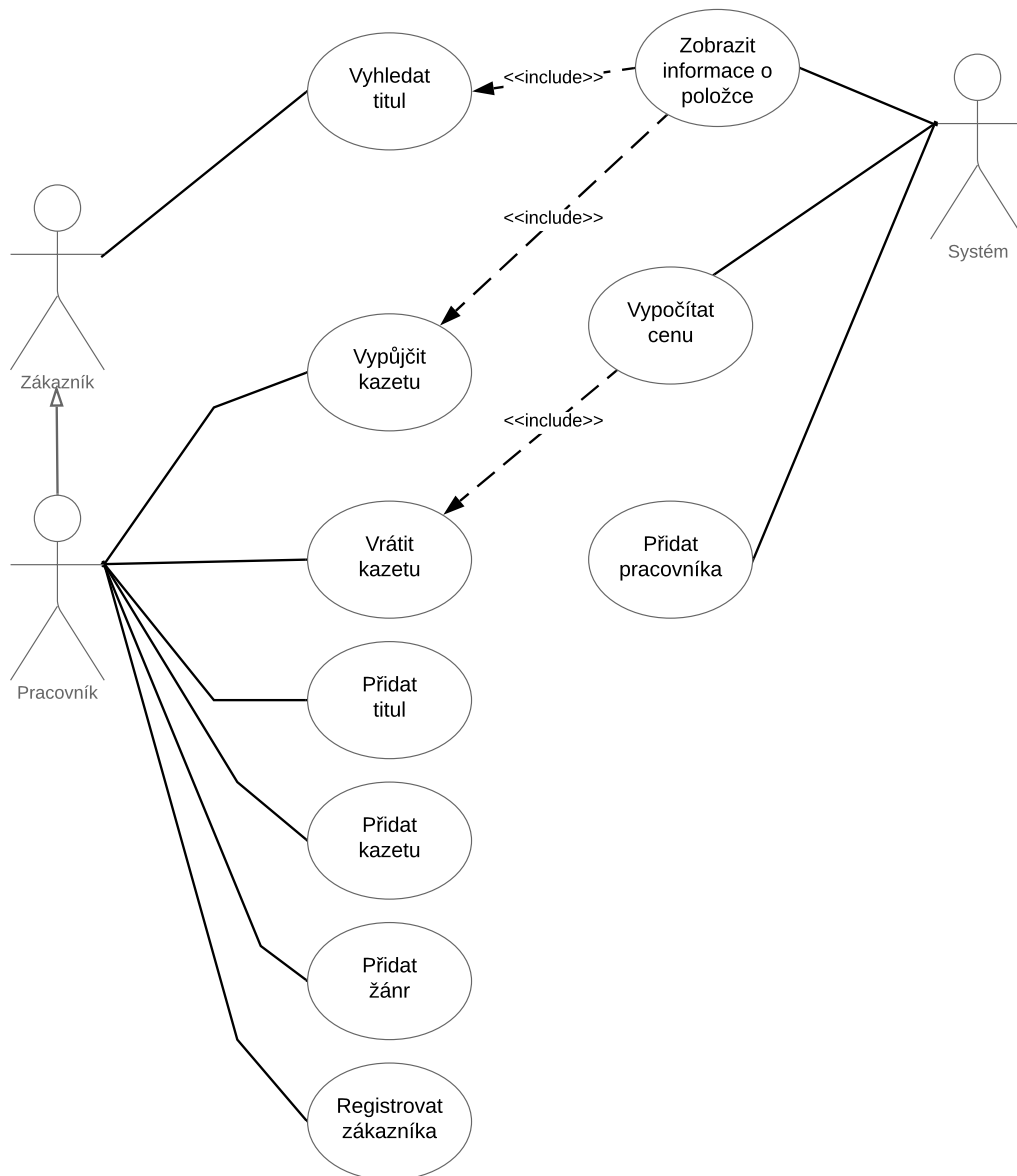 Zobrazit
informace o
položce
Vyhledat
titul
<<include>>
<<include>>
Systém
Vypočítat
cenu
Vypůjčit
kazetu
Zákazník
<<include>>
Vrátit
kazetu
Přidat
pracovníka
Pracovník
Přidat
titul
Přidat
kazetu
Přidat
žánr
Registrovat
zákazníka